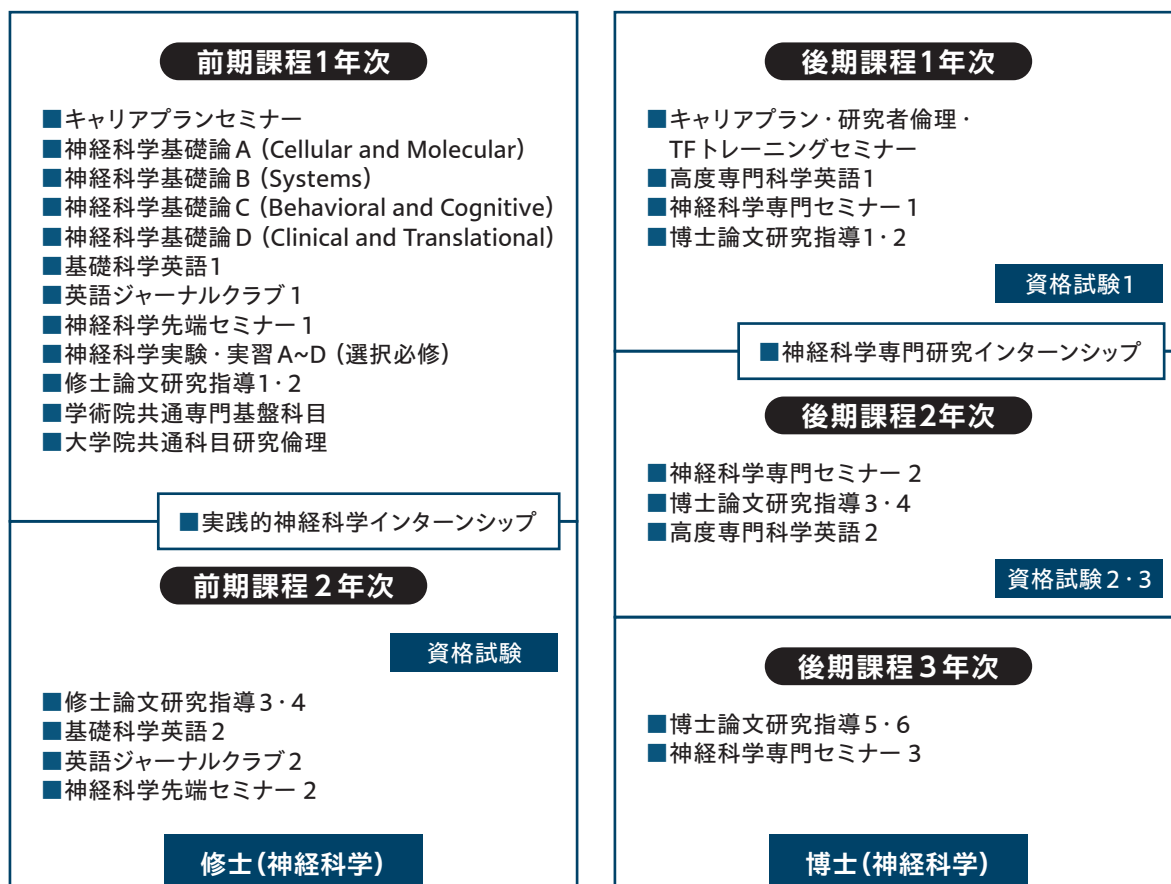 前期課程1年次
■キャリアプランセミナー
■神経科学基礎論A（Cellular and Molecular）
■神経科学基礎論B（Systems）
■神経科学基礎論C（Behavioral and Cognitive）
■神経科学基礎論D（Clinical and Translational）
■基礎科学英語1
■英語ジャーナルクラブ1
■神経科学先端セミナー1
■神経科学実験・実習A~D（選択必修）
■修士論文研究指導1・2
■学術院共通専門基盤科目
■大学院共通科目研究倫理
■実践的神経科学インターンシップ
前期課程2年次
資格試験
■修士論文研究指導3・4
■基礎科学英語2
■英語ジャーナルクラブ2
■神経科学先端セミナー2
修士(神経科学)
後期課程1年次
■キャリアプラン・研究者倫理・
TFトレーニングセミナー
■高度専門科学英語1
■神経科学専門セミナー1
■博士論文研究指導1・2
資格試験1
■神経科学専門研究インターンシップ
後期課程2年次
■神経科学専門セミナー2
■博士論文研究指導3・4
■高度専門科学英語2
資格試験2・3
後期課程3年次
■博士論文研究指導5・6
■神経科学専門セミナー3
博士(神経科学)